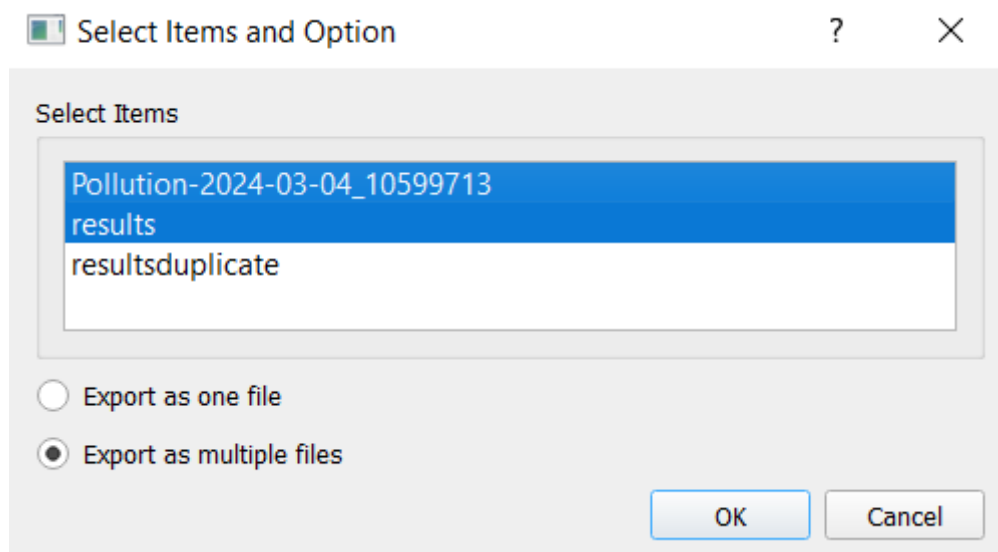 Select Items and Option
Select Items
Pollution-2024-03-04_10599713
results
resultsduplicate
Export as one file
Export as multiple files
OK
Cancel